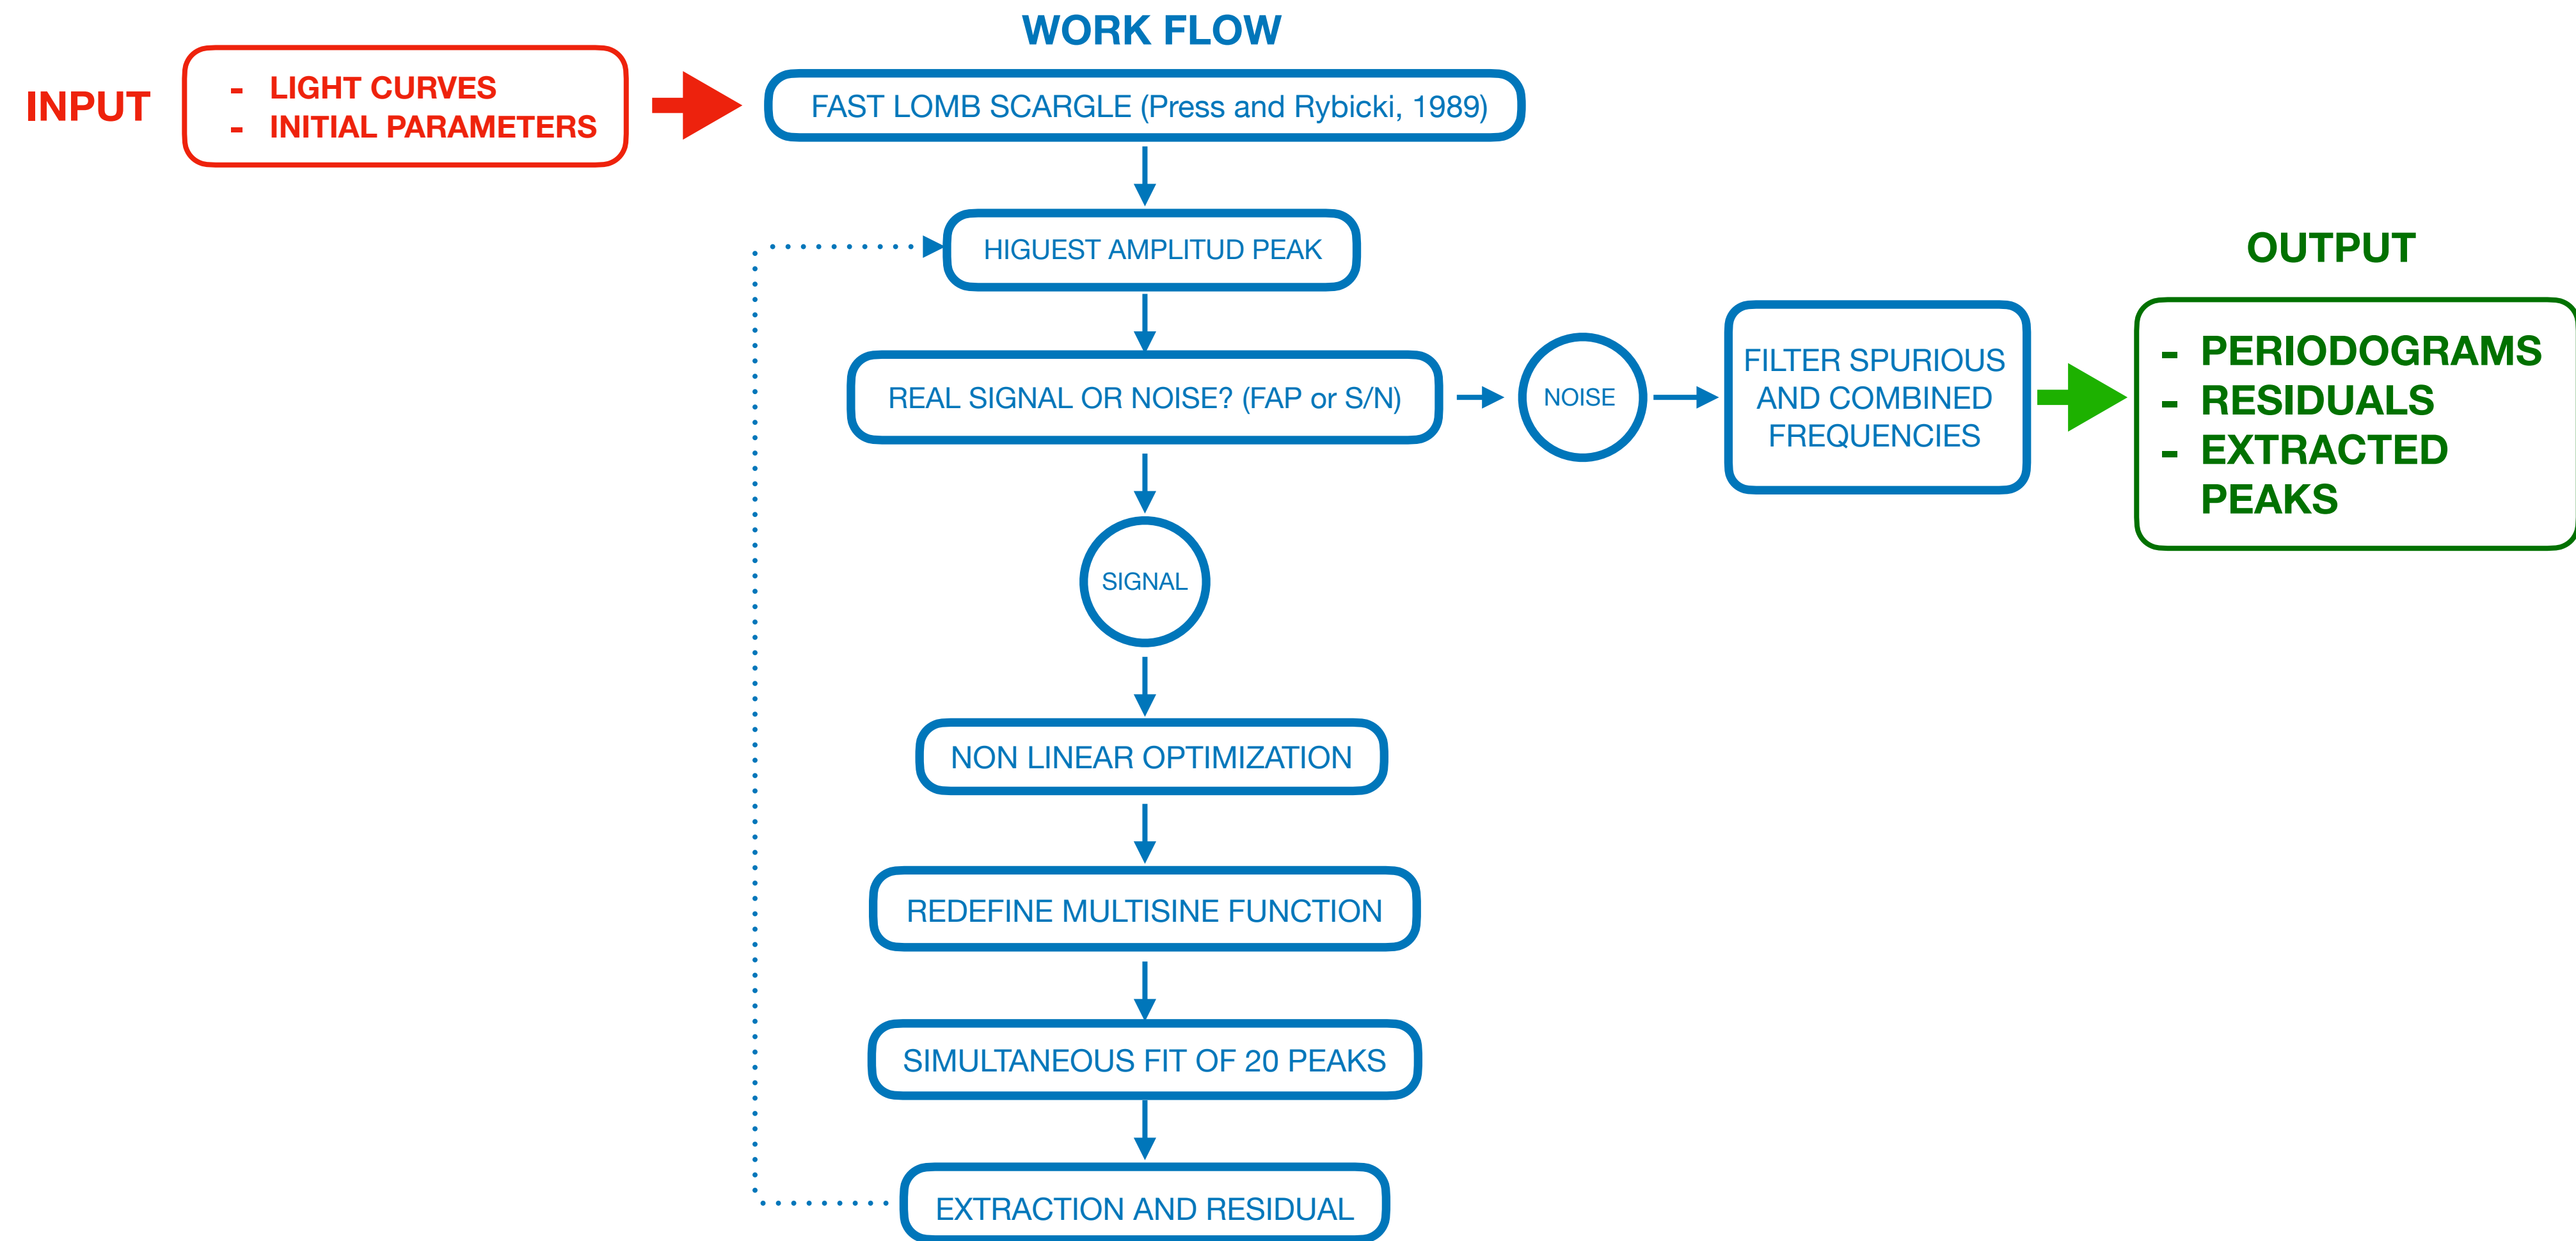 WORK FLOW
INPUT
- LIGHT CURVES
- INITIAL PARAMETERS
FAST LOMB SCARGLE (Press and Rybicki, 1989)
HIGUEST AMPLITUD PEAK
REAL SIGNAL OR NOISE? (FAP or S/N)
NOISE
FILTER SPURIOUS
AND COMBINED
FREQUENCIES
OUTPUT
- PERIODOGRAMS
- RESIDUALS
- EXTRACTED
PEAKS
SIGNAL
NON LINEAR OPTIMIZATION
REDEFINE MULTISINE FUNCTION
SIMULTANEOUS FIT OF 20 PEAKS
EXTRACTION AND RESIDUAL